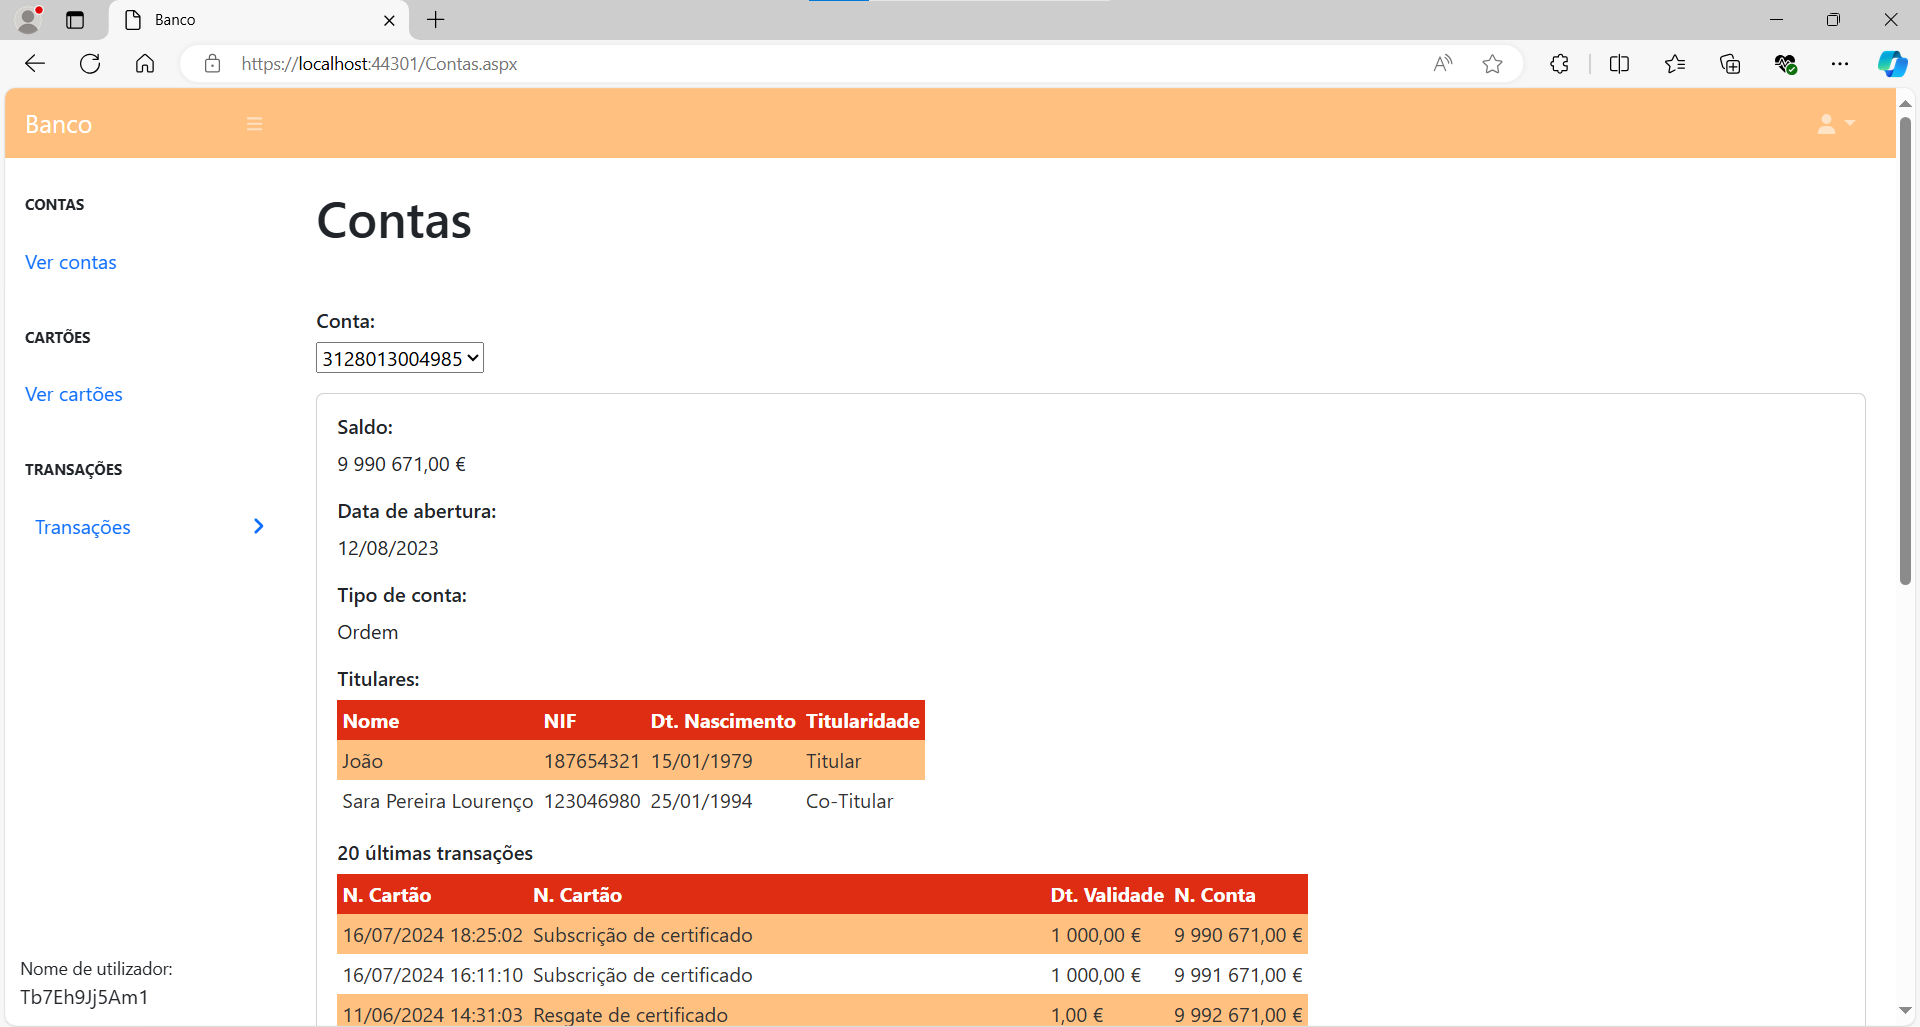 Banco
https://localhost:44301/Contas.aspx
Banco
CONTAS
Ver contas
CARTÕES
Ver cartões
TRANSAÇÕES
Transações
Nome de utilizador:
Tb7Eh9Jj5Am1
Contas
Conta:
3128013004985
Saldo:
9 990 671,00 €
Data de abertura:
12/08/2023
Tipo de conta:
Ordem
Titulares:
Nome NIF Dt. Nascimento Titularidade
João 187654321 15/01/1979 Titular
Sara Pereira Lourenço 123046980 25/01/1994 Co-Titular
20 últimas transações
N. Cartão N. Cartão Dt. Validade N. Conta
16/07/2024 18:25:02 Subscrição de certificado 1 000,00 € 9 990 671,00 €
16/07/2024 16:11:10 Subscrição de certificado 1 000,00 € 9 991 671,00 €
11/06/2024 14:31:03 Resgate de certificado 1,00 € 9 992 671,00 €